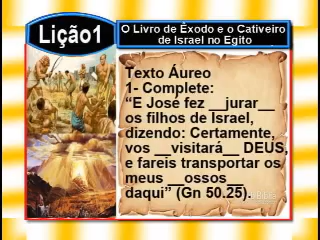 Lição1
O Livro de Êxodo e o Cativeiro
de Israel no Egito
Texto Áureo
1- Complete:
“E José fez __jurar__
os filhos de Israel,
dizendo: Certamente,
vos __visitará__ DEUS,
e fareis transportar os
meus __ossos____
daqui” (Gn 50.25).